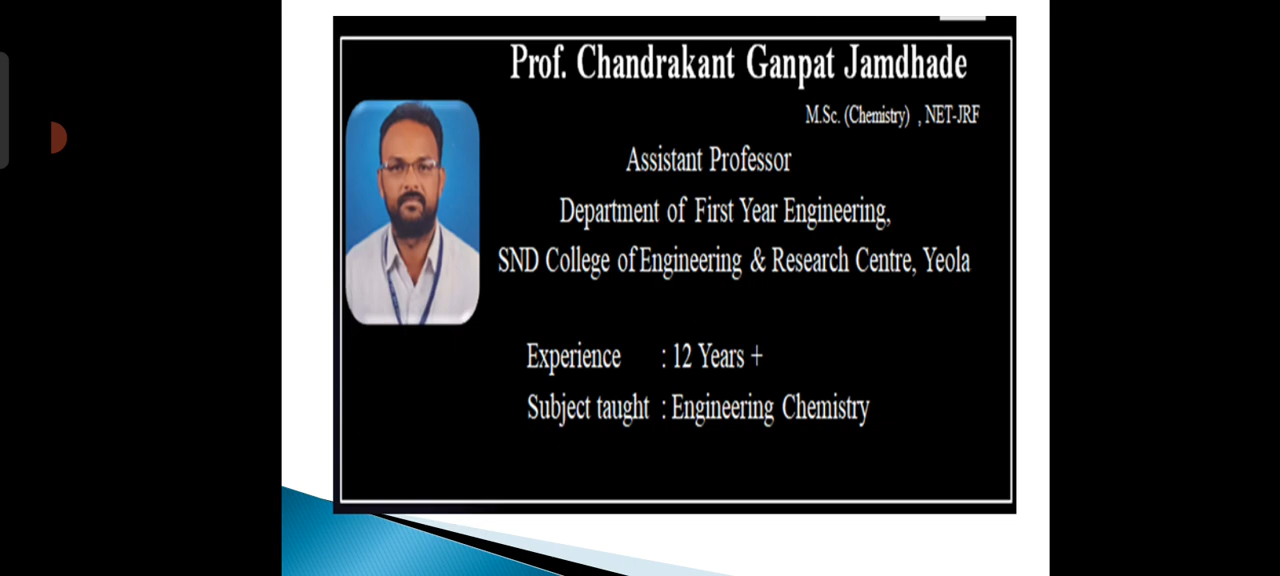 Prof. Chandrakant Ganpat Jamdhade
M.Sc. (Chemistry) , NET-JRF
Assistant Professor
Department of First Year Engineering,
SND College of Engineering & Research Centre, Yeola
Experience : 12 Years +
Subject taught : Engineering Chemistry